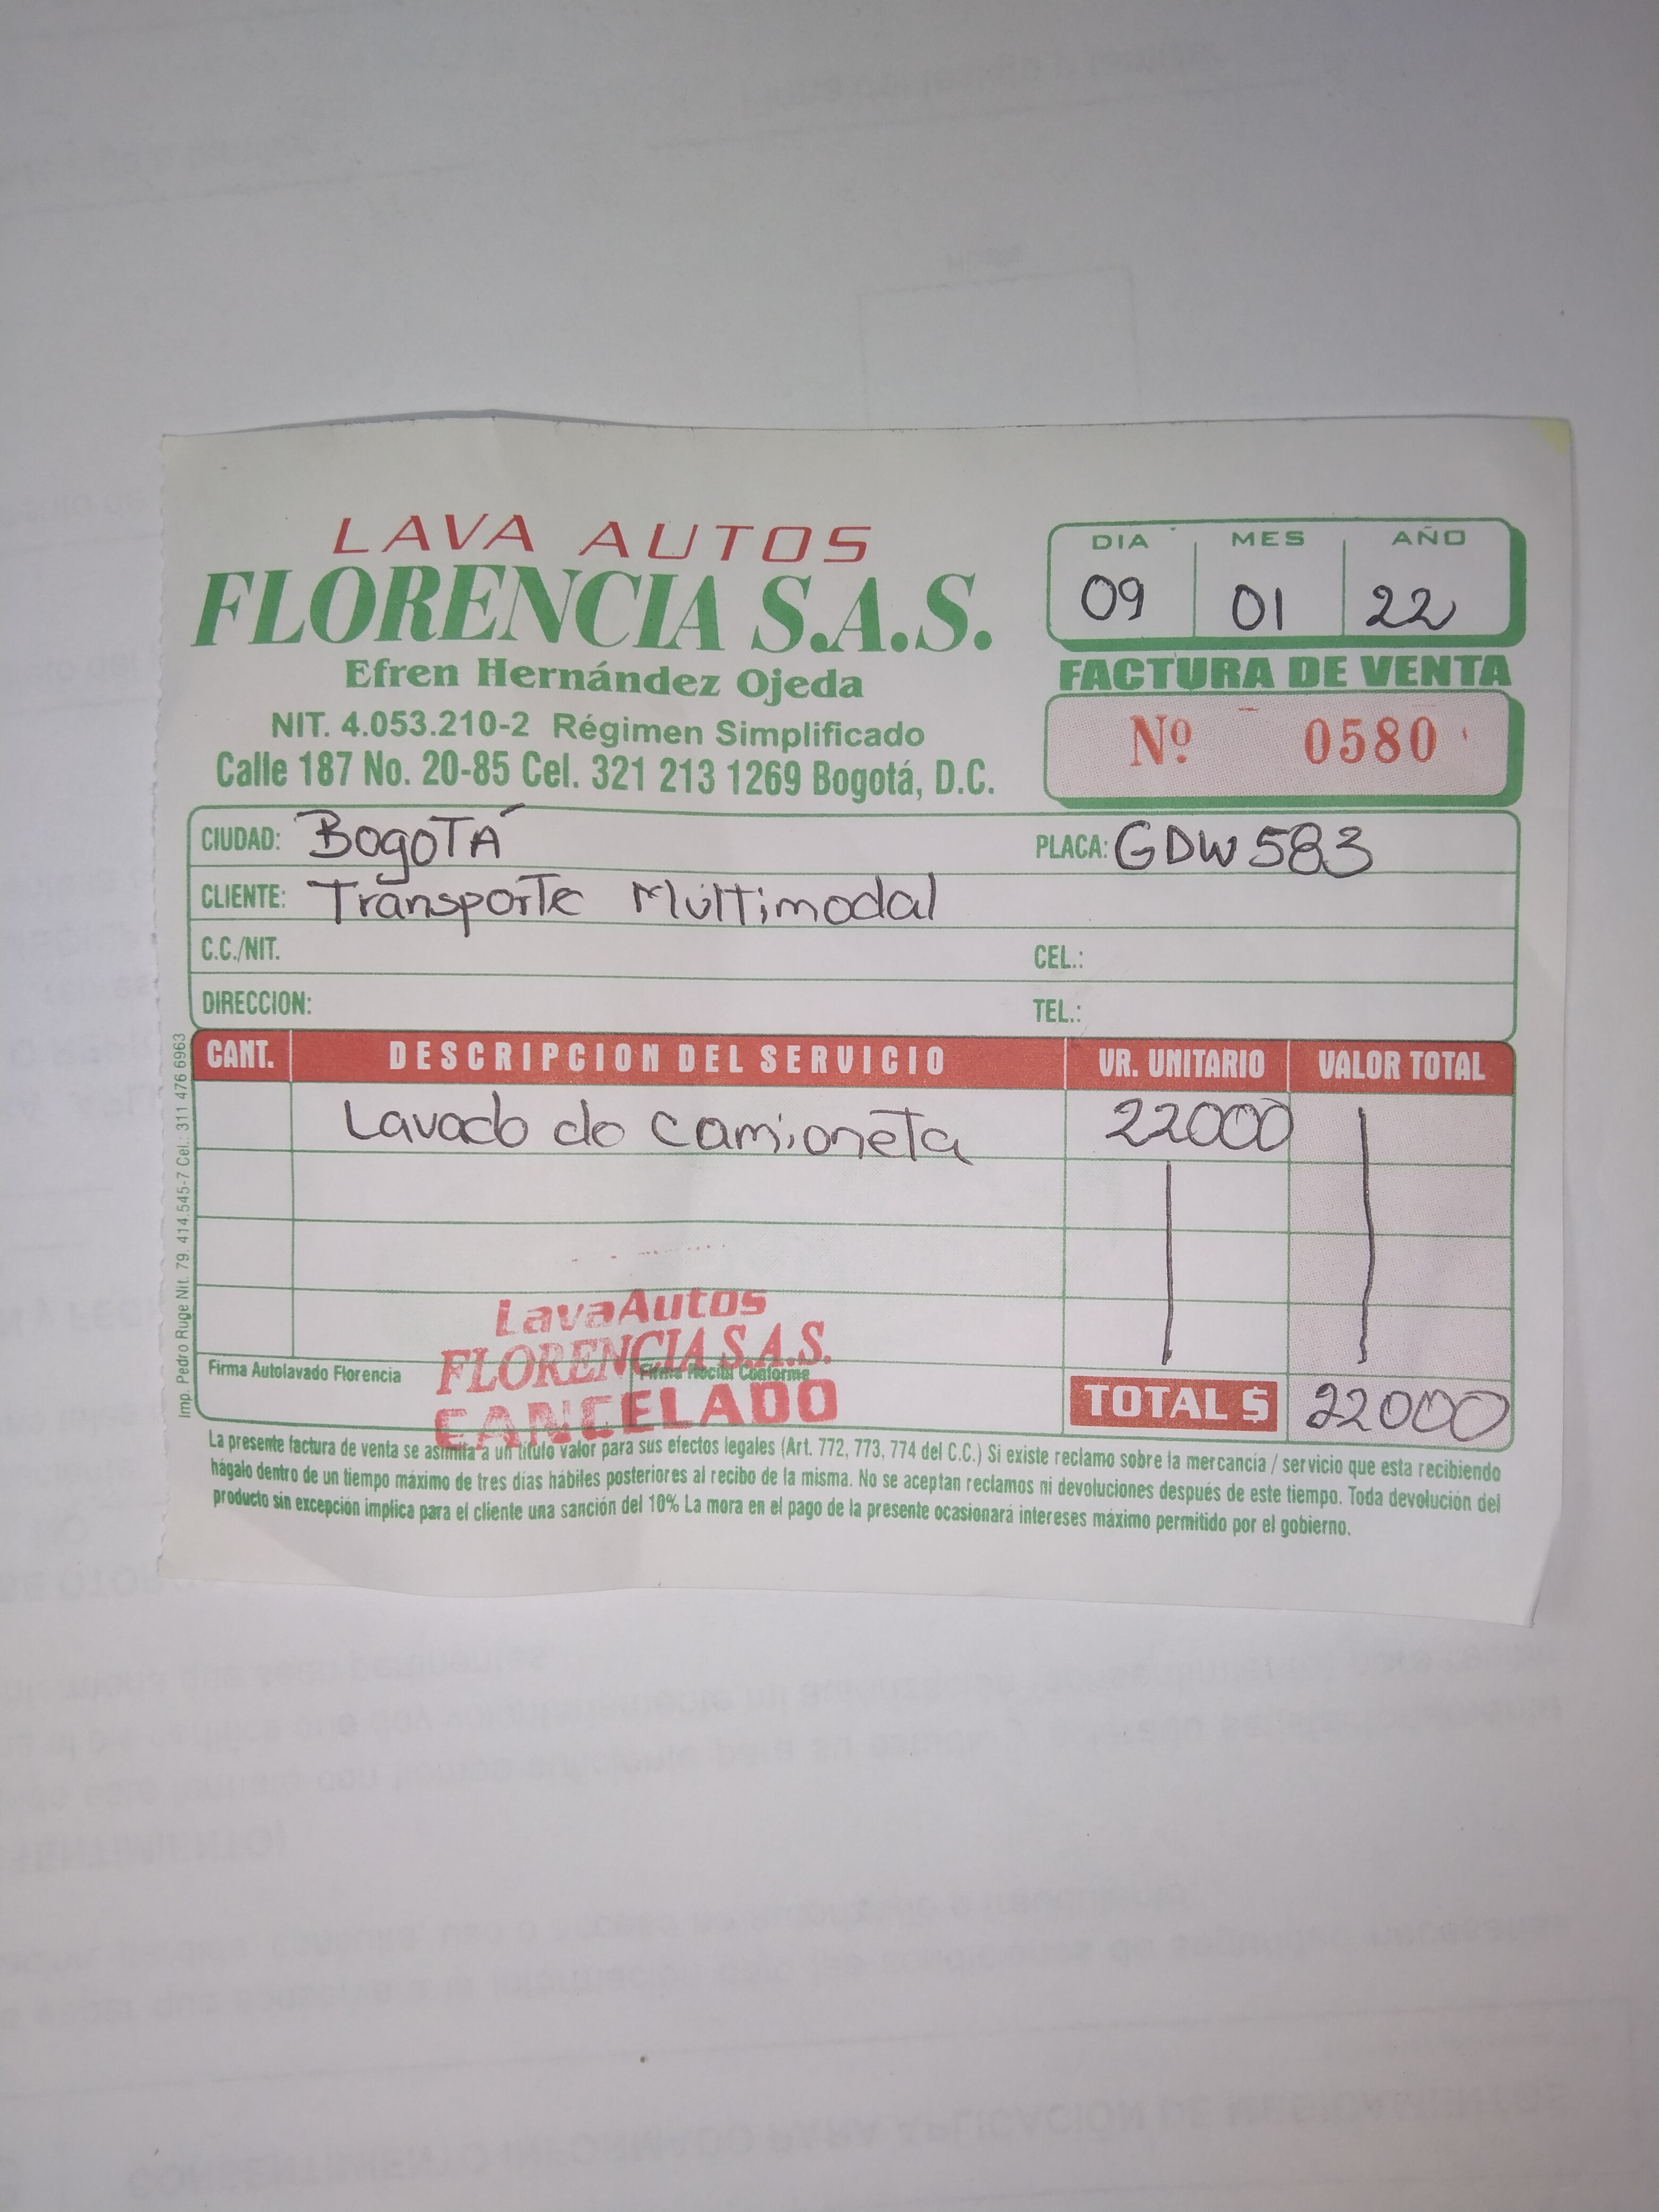 LAVA AUTOS
FLORENCIA S.A.S.
Efren Hernández Ojeda
NIT. 4.053.210-2 Régimen Simplificado
Calle 187 No. 20-85 Cel. 321 213 1269 Bogotá, D.C.
DIA MES AÑO
09 01 22
FACTURA DE VENTA
Nº 0580
CIUDAD: BogoTÁ PLACA: GDW 583
CLIENTE: TransporTe MúlTimodal
C.C./NIT. CEL.:
DIRECCION: TEL.:
CANT. DESCRIPCION DEL SERVICIO VR. UNITARIO VALOR TOTAL
Lavado de camioneTa 22000
LavaAutos
FLORENCIA S.A.S.
CANCELADO
Firma Autolavado Florencia Firma Recibi Conforme
TOTAL $ 22000
La presente factura de venta se asimila a un título valor para sus efectos legales (Art. 772, 773, 774 del C.C.) Si existe reclamo sobre la mercancía / servicio que esta recibiendo
hágalo dentro de un tiempo máximo de tres días hábiles posteriores al recibo de la misma. No se aceptan reclamos ni devoluciones después de este tiempo. Toda devolución del
producto sin excepción implica para el cliente una sanción del 10% La mora en el pago de la presente ocasionará intereses máximo permitido por el gobierno.
Imp. Pedro Ruge Nit. 79. 414.545-7 Cel.: 311 476 6963